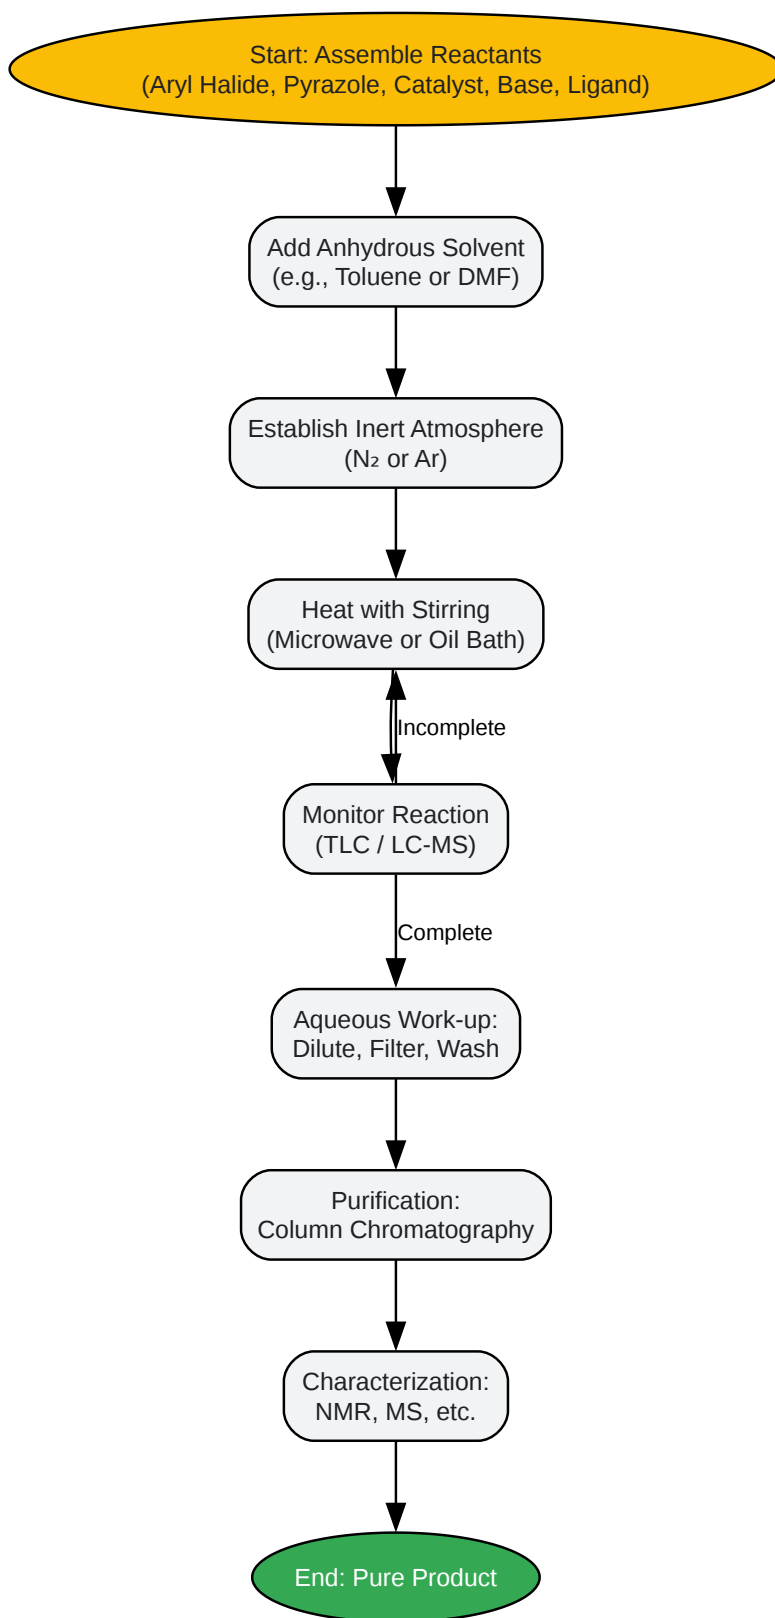 Start: Assemble Reactants
(Aryl Halide, Pyrazole, Catalyst, Base, Ligand)
Add Anhydrous Solvent
(e.g., Toluene or DMF)
Establish Inert Atmosphere
(N₂ or Ar)
Heat with Stirring
(Microwave or Oil Bath)
Incomplete
Monitor Reaction
(TLC / LC-MS)
Complete
Aqueous Work-up:
Dilute, Filter, Wash
Purification:
Column Chromatography
Characterization:
NMR, MS, etc.
End: Pure Product